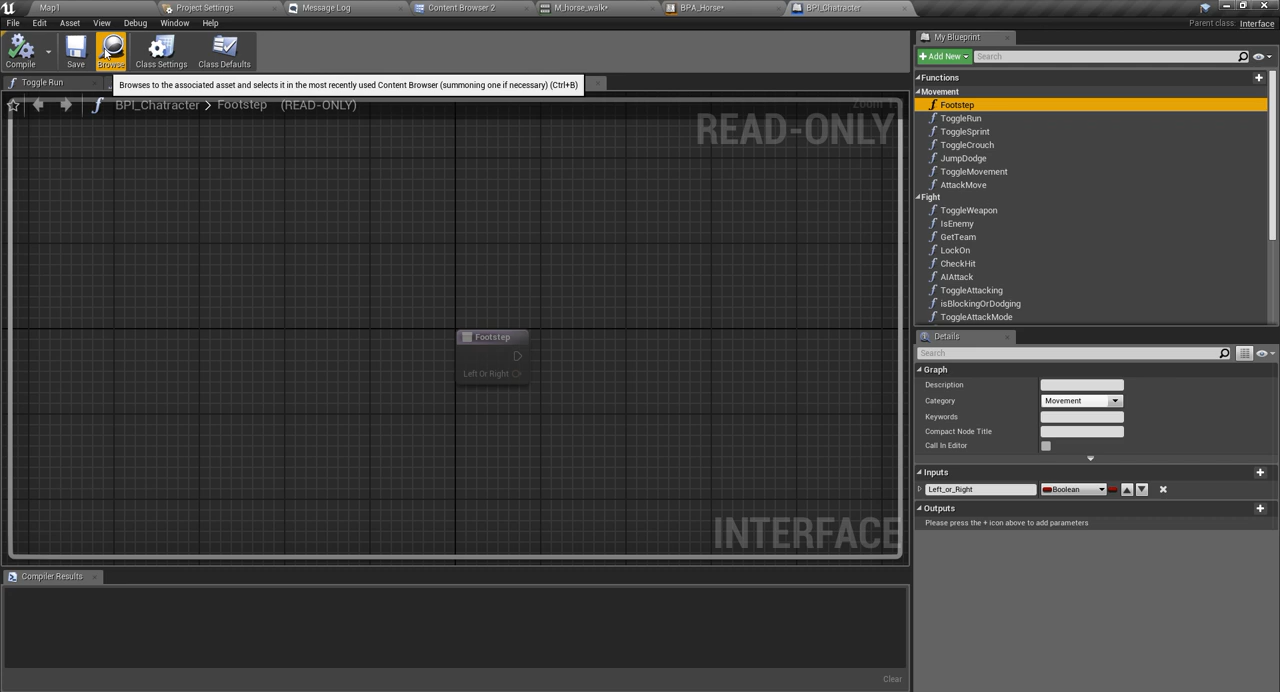 Map1 Project Settings Message Log Content Browser 2 M_horse_walk* BPA_Horse* BPI_Chatracter
File Edit Asset View Debug Window Help
Parent class: Interface
Compile Save Browse Class Settings Class Defaults
Toggle Run
Browses to the associated asset and selects it in the most recently used Content Browser (summoning one if necessary) (Ctrl+B)
BPI_Chatracter > Footstep (READ-ONLY)
READ-ONLY
Footstep
Left Or Right
INTERFACE
Compiler Results
Clear
My Blueprint
Add New
Search
Functions
Movement
Footstep
ToggleRun
ToggleSprint
ToggleCrouch
JumpDodge
ToggleMovement
AttackMove
Fight
ToggleWeapon
IsEnemy
GetTeam
LockOn
CheckHit
AIAttack
ToggleAttacking
isBlockingOrDodging
ToggleAttackMode
Details
Search
Graph
Description
Category Movement
Keywords
Compact Node Title
Call In Editor
Inputs
Left_or_Right Boolean
Outputs
Please press the + icon above to add parameters